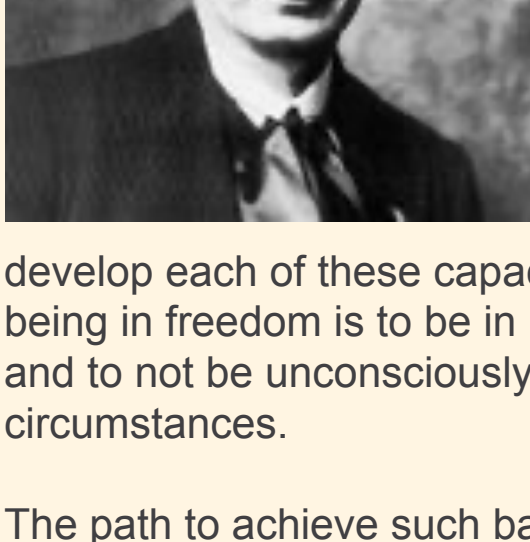 develop each of these
being in freedom is to be in
and to not be unconsciously
circumstances.
The path to achieve such